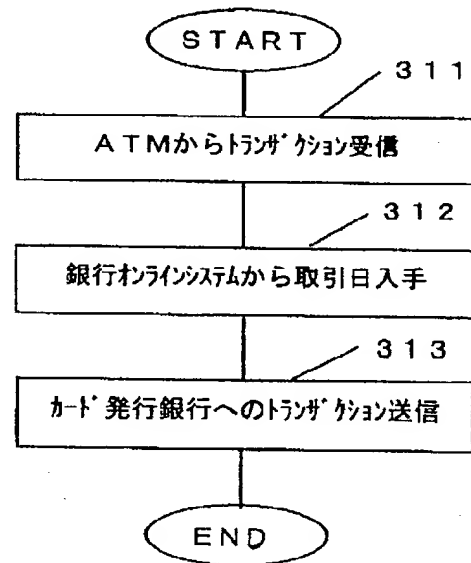 START
311
ATMからﾄﾗﾝｻﾞｸｼｮﾝ受信
312
銀行ｵﾝﾗｲﾝｼｽﾃﾑから取引日入手
313
ｶｰﾄﾞ発行銀行へのﾄﾗﾝｻﾞｸｼｮﾝ送信
END